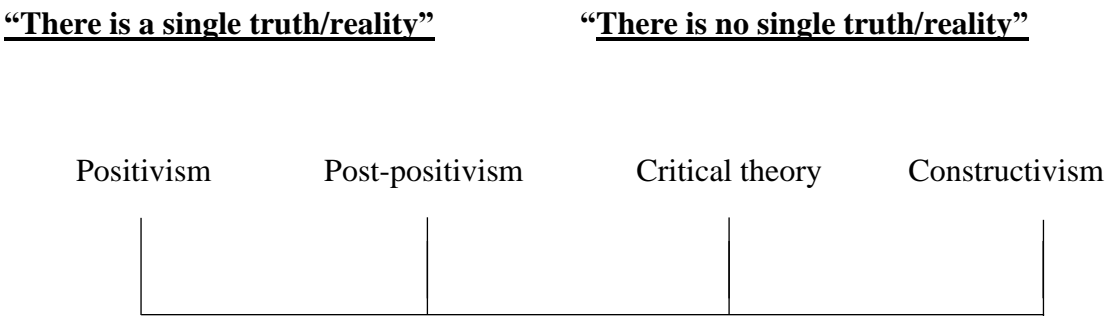 “There is a single truth/reality” “There is no single truth/reality”
Positivism Post-positivism Critical theory Constructivism